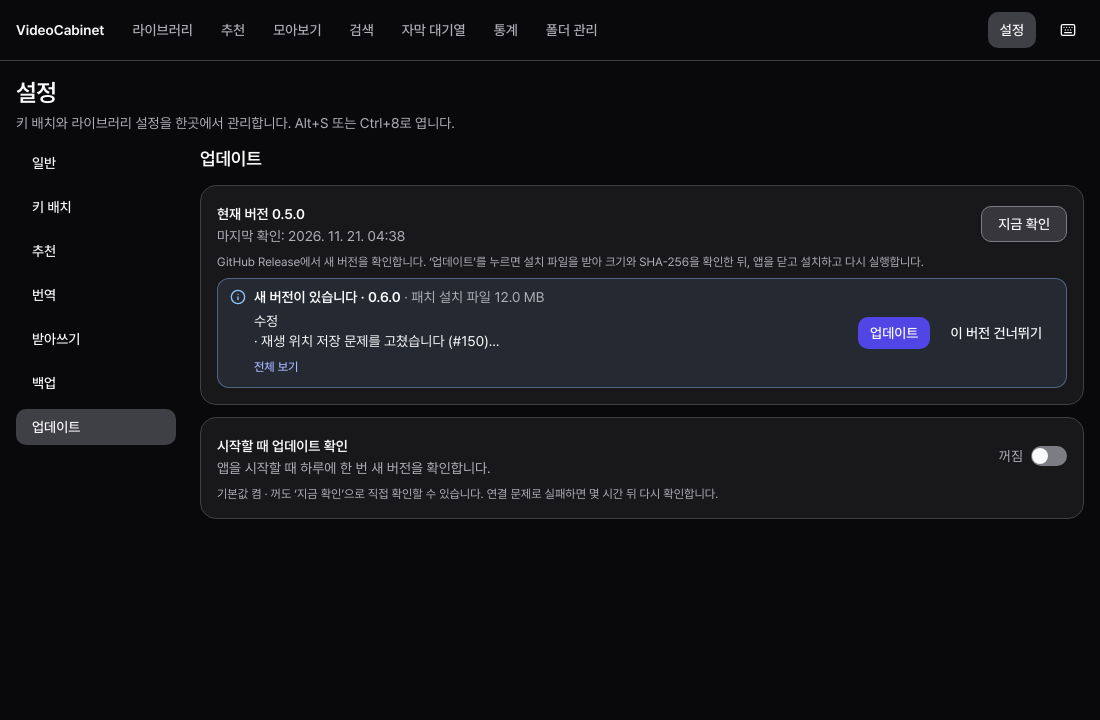 VideoCabinet 라이브러리 추천 모아보기 검색 자막 대기열 통계 폴더 관리 설정
설정
키 배치와 라이브러리 설정을 한곳에서 관리합니다. Alt+S 또는 Ctrl+8로 엽니다.
일반
키 배치
추천
번역
받아쓰기
백업
업데이트
업데이트
현재 버전 0.5.0
마지막 확인: 2026. 11. 21. 04:38
지금 확인
GitHub Release에서 새 버전을 확인합니다. ‘업데이트’를 누르면 설치 파일을 받아 크기와 SHA-256을 확인한 뒤, 앱을 닫고 설치하고 다시 실행합니다.
새 버전이 있습니다 · 0.6.0 · 패치 설치 파일 12.0 MB
수정
· 재생 위치 저장 문제를 고쳤습니다 (#150)...
전체 보기
업데이트 이 버전 건너뛰기
시작할 때 업데이트 확인
앱을 시작할 때 하루에 한 번 새 버전을 확인합니다.
꺼짐
기본값 켬 · 꺼도 ‘지금 확인’으로 직접 확인할 수 있습니다. 연결 문제로 실패하면 몇 시간 뒤 다시 확인합니다.